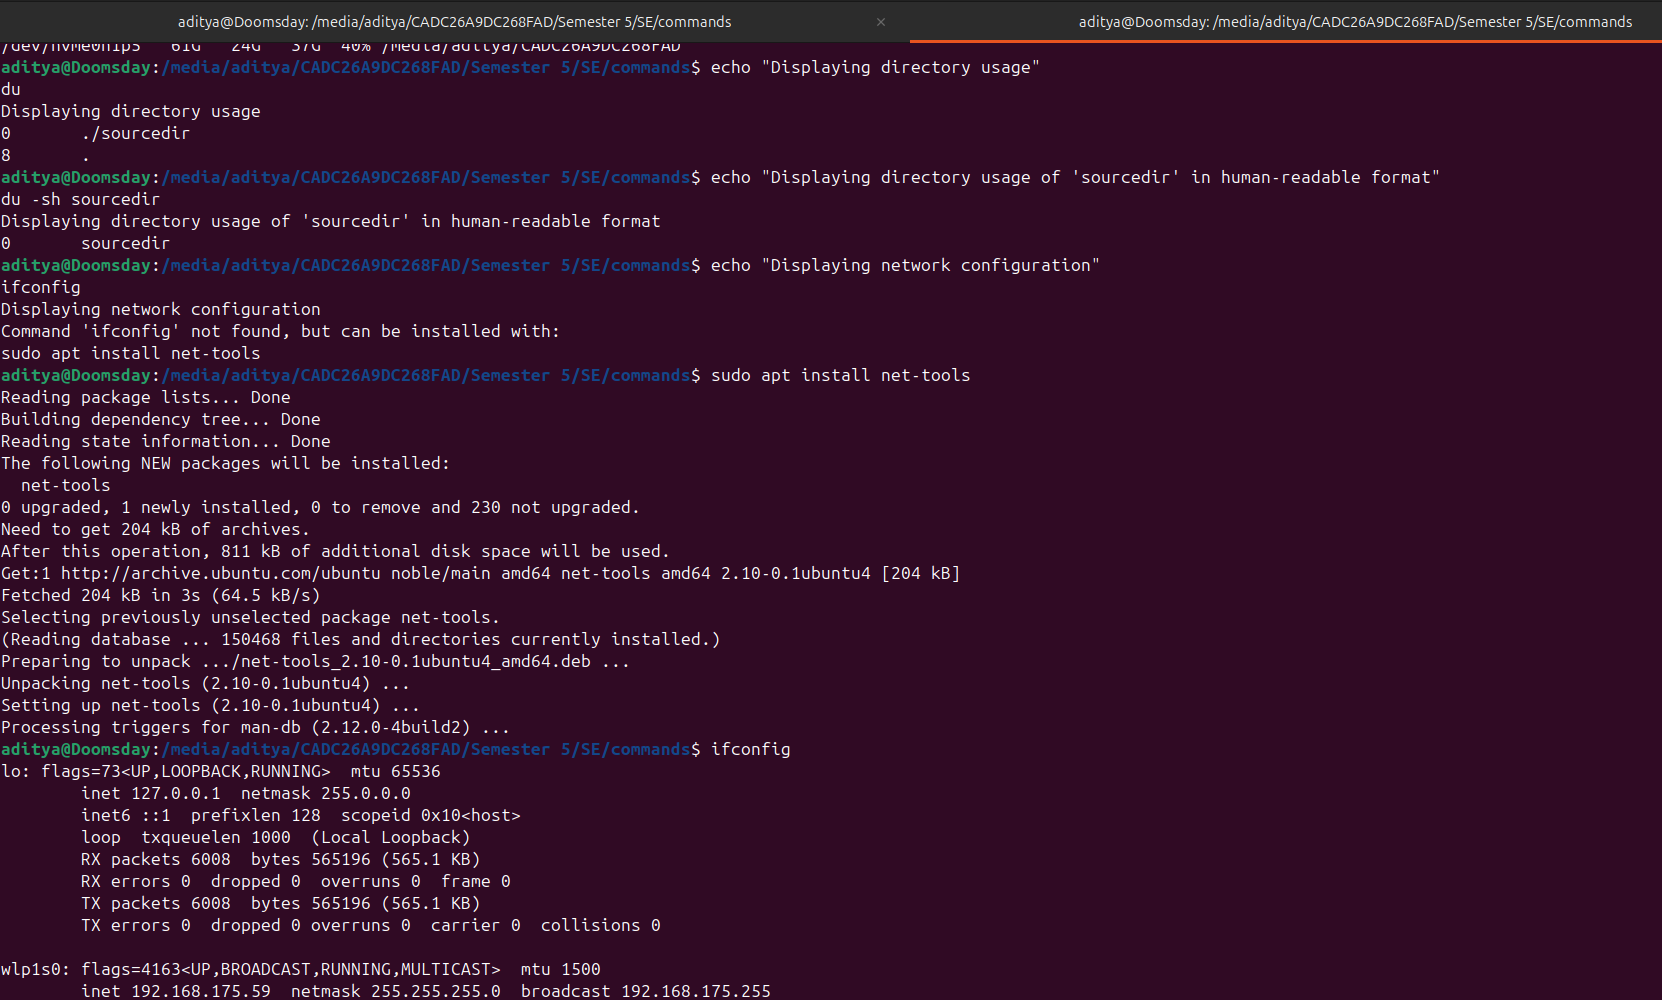 aditya@Doomsday: /media/aditya/CADC26A9DC268FAD/Semester 5/SE/commands × aditya@Doomsday: /media/aditya/CADC26A9DC268FAD/Semester 5/SE/commands
/dev/nvme0n1p5   61G   24G   37G  40% /media/aditya/CADC26A9DC268FAD
aditya@Doomsday:/media/aditya/CADC26A9DC268FAD/Semester 5/SE/commands$ echo "Displaying directory usage"
du
Displaying directory usage
0       ./sourcedir
8       .
aditya@Doomsday:/media/aditya/CADC26A9DC268FAD/Semester 5/SE/commands$ echo "Displaying directory usage of 'sourcedir' in human-readable format"
du -sh sourcedir
Displaying directory usage of 'sourcedir' in human-readable format
0       sourcedir
aditya@Doomsday:/media/aditya/CADC26A9DC268FAD/Semester 5/SE/commands$ echo "Displaying network configuration"
ifconfig
Displaying network configuration
Command 'ifconfig' not found, but can be installed with:
sudo apt install net-tools
aditya@Doomsday:/media/aditya/CADC26A9DC268FAD/Semester 5/SE/commands$ sudo apt install net-tools
Reading package lists... Done
Building dependency tree... Done
Reading state information... Done
The following NEW packages will be installed:
  net-tools
0 upgraded, 1 newly installed, 0 to remove and 230 not upgraded.
Need to get 204 kB of archives.
After this operation, 811 kB of additional disk space will be used.
Get:1 http://archive.ubuntu.com/ubuntu noble/main amd64 net-tools amd64 2.10-0.1ubuntu4 [204 kB]
Fetched 204 kB in 3s (64.5 kB/s)
Selecting previously unselected package net-tools.
(Reading database ... 150468 files and directories currently installed.)
Preparing to unpack .../net-tools_2.10-0.1ubuntu4_amd64.deb ...
Unpacking net-tools (2.10-0.1ubuntu4) ...
Setting up net-tools (2.10-0.1ubuntu4) ...
Processing triggers for man-db (2.12.0-4build2) ...
aditya@Doomsday:/media/aditya/CADC26A9DC268FAD/Semester 5/SE/commands$ ifconfig
lo: flags=73<UP,LOOPBACK,RUNNING>  mtu 65536
        inet 127.0.0.1  netmask 255.0.0.0
        inet6 ::1  prefixlen 128  scopeid 0x10<host>
        loop  txqueuelen 1000  (Local Loopback)
        RX packets 6008  bytes 565196 (565.1 KB)
        RX errors 0  dropped 0  overruns 0  frame 0
        TX packets 6008  bytes 565196 (565.1 KB)
        TX errors 0  dropped 0 overruns 0  carrier 0  collisions 0
wlp1s0: flags=4163<UP,BROADCAST,RUNNING,MULTICAST>  mtu 1500
        inet 192.168.175.59  netmask 255.255.255.0  broadcast 192.168.175.255